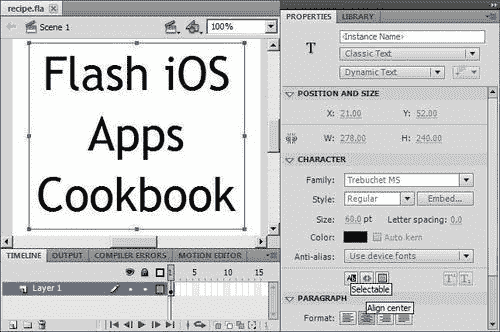 recipe.fla
Scene 1
100%
Flash iOS
Apps
Cookbook
TIMELINE OUTPUT COMPILER ERRORS MOTION EDITOR
1 5 10 15
Layer 1
PROPERTIES LIBRARY
T
<Instance Name>
Classic Text
Dynamic Text
POSITION AND SIZE
X: 21.00 Y: 52.00
W: 278.00 H: 240.00
CHARACTER
Family: Trebuchet MS
Style: Regular Embed...
Size: 60.0 pt Letter spacing: 0.0
Color: Auto kern
Anti-alias: Use device fonts
Selectable
PARAGRAPH
Align center
Format: